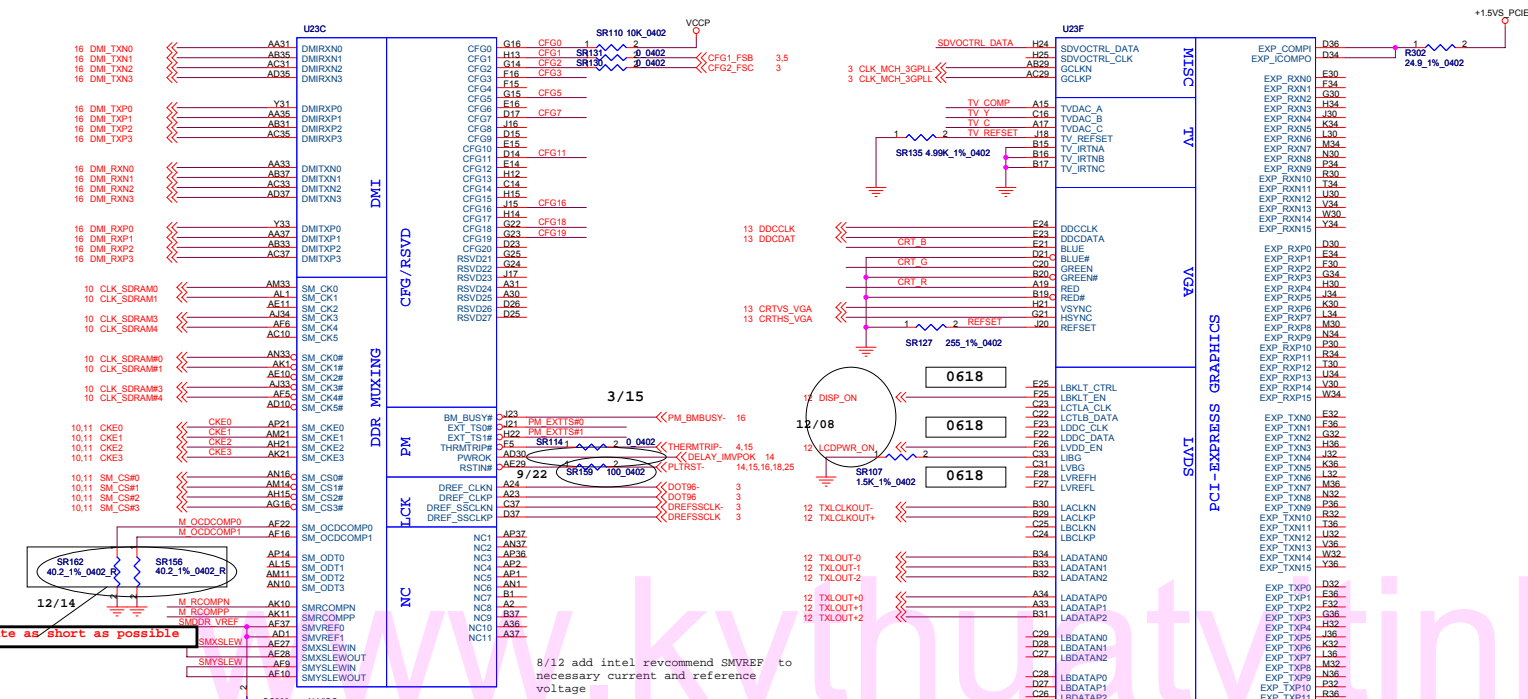 U23C
16 DMI_TXN0 AA31 DMIRXN0
16 DMI_TXN1 AB35 DMIRXN1
16 DMI_TXN2 AC31 DMIRXN2
16 DMI_TXN3 AD35 DMIRXN3
16 DMI_TXP0 Y31 DMIRXP0
16 DMI_TXP1 AA35 DMIRXP1
16 DMI_TXP2 AB31 DMIRXP2
16 DMI_TXP3 AC35 DMIRXP3
16 DMI_RXN0 AA33 DMITXN0
16 DMI_RXN1 AB37 DMITXN1
16 DMI_RXN2 AC33 DMITXN2
16 DMI_RXN3 AD37 DMITXN3
16 DMI_RXP0 Y33 DMITXP0
16 DMI_RXP1 AA37 DMITXP1
16 DMI_RXP2 AB33 DMITXP2
16 DMI_RXP3 AC37 DMITXP3
DMI
10 CLK_SDRAM0 AM33 SM_CK0
10 CLK_SDRAM1 AL1 SM_CK1
AE11 SM_CK2
10 CLK_SDRAM3 AJ34 SM_CK3
10 CLK_SDRAM4 AF6 SM_CK4
AC10 SM_CK5
10 CLK_SDRAM#0 AN33 SM_CK0#
10 CLK_SDRAM#1 AK1 SM_CK1#
AE10 SM_CK2#
10 CLK_SDRAM#3 AJ33 SM_CK3#
10 CLK_SDRAM#4 AF5 SM_CK4#
AD10 SM_CK5#
10,11 CKE0 CKE0 AP21 SM_CKE0
10,11 CKE1 CKE1 AM21 SM_CKE1
10,11 CKE2 CKE2 AH21 SM_CKE2
10,11 CKE3 CKE3 AK21 SM_CKE3
10,11 SM_CS#0 AN16 SM_CS0#
10,11 SM_CS#1 AM14 SM_CS1#
10,11 SM_CS#2 AH15 SM_CS2#
10,11 SM_CS#3 AG16 SM_CS3#
M_OCDCOMP0 AF22 SM_OCDCOMP0
M_OCDCOMP1 AF16 SM_OCDCOMP1
AP14 SM_ODT0
AL15 SM_ODT1
AM11 SM_ODT2
AN10 SM_ODT3
M_RCOMPN AK10 SMRCOMPN
M_RCOMPP AK11 SMRCOMPP
SMDDR_VREF AF37 SMVREF0
AD1 SMVREF1
SMXSLEW AE27 SMXSLEWIN
AE28 SMXSLEWOUT
SMYSLEW AF9 SMYSLEWIN
AF10 SMYSLEWOUT
DDR MUXING
SR162 40.2_1%_0402_R
SR156 40.2_1%_0402_R
12/14
te as short as possible
CFG/RSVD
CFG0 G16 CFG0
CFG1 H13 CFG1
CFG2 G14 CFG2
CFG3 F16 CFG3
CFG4 F15
CFG5 G15 CFG5
CFG6 E16
CFG7 D17 CFG7
CFG8 J16
CFG9 D15
CFG10 E15
CFG11 D14 CFG11
CFG12 E14
CFG13 H12
CFG14 C14
CFG15 H15
CFG16 J15 CFG16
CFG17 H14
CFG18 G22 CFG18
CFG19 G23 CFG19
CFG20 D23
RSVD21 G25
RSVD22 G24
RSVD23 J17
RSVD24 A31
RSVD25 A30
RSVD26 D26
RSVD27 D25
VCCP
SR110 10K_0402
1 2
SR131 0_0402
SR130 0_0402
CFG1_FSB 3,5
CFG2_FSC 3
PM
BM_BUSY# J23 PM_BMBUSY- 16
EXT_TS0# J21 PM_EXTTS#0
EXT_TS1# H22 PM_EXTTS#1
THRMTRIP# F5 THERMTRIP- 4,15
PWROK AD30 DELAY_IMVPOK 14
RSTIN# AE29 PLTRST- 14,15,16,18,25
SR114 1 2 0_0402
SR159 1 2 100_0402
3/15
9/22
LCK
DREF_CLKN A24 DOT96- 3
DREF_CLKP A23 DOT96 3
DREF_SSCLKN C37 DREFSSCLK- 3
DREF_SSCLKP D37 DREFSSCLK 3
NC
NC1 AP37
NC2 AN37
NC3 AP36
NC4 AP2
NC5 AP1
NC6 AN1
NC7 B1
NC8 A2
NC9 B37
NC10 A36
NC11 A37
8/12 add intel revcommend SMVREF to
necessary current and reference
voltage
U23F
SDVOCTRL_DATA H24 SDVOCTRL_DATA
H25 SDVOCTRL_CLK
3 CLK_MCH_3GPLL- AB29 GCLKN
3 CLK_MCH_3GPLL AC29 GCLKP
MISC
TV_COMP A15 TVDAC_A
TV_Y C16 TVDAC_B
TV_C A17 TVDAC_C
TV_REFSET J18 TV_REFSET
B15 TV_IRTNA
B16 TV_IRTNB
B17 TV_IRTNC
TV
1 2
SR135 4.99K_1%_0402
13 DDCCLK E24 DDCCLK
13 DDCDAT E23 DDCDATA
CRT_B E21 BLUE
D21 BLUE#
CRT_G C20 GREEN
B20 GREEN#
CRT_R A19 RED
B19 RED#
13 CRTVS_VGA H21 VSYNC
13 CRTHS_VGA G21 HSYNC
REFSET J20 REFSET
VGA
1 2
SR127 255_1%_0402
0618
0618
0618
12 DISP_ON
12/08
12 LCDPWR_ON
SR107 1 2
1.5K_1%_0402
E25 LBKLT_CTRL
F25 LBKLT_EN
C23 LCTLA_CLK
C22 LCTLB_DATA
F23 LDDC_CLK
F22 LDDC_DATA
F26 LVDD_EN
C33 LIBG
C31 LVBG
F28 LVREFH
F27 LVREFL
LVDS
12 TXLCLKOUT- B30 LACLKN
12 TXLCLKOUT+ B29 LACLKP
C25 LBCLKN
C24 LBCLKP
12 TXLOUT-0 B34 LADATAN0
12 TXLOUT-1 B33 LADATAN1
12 TXLOUT-2 B32 LADATAN2
12 TXLOUT+0 A34 LADATAP0
12 TXLOUT+1 A33 LADATAP1
12 TXLOUT+2 B31 LADATAP2
C29 LBDATAN0
D28 LBDATAN1
C27 LBDATAN2
C28 LBDATAP0
D27 LBDATAP1
C26 LBDATAP2
PCI-EXPRESS GRAPHICS
+1.5VS_PCIE
R302 1 2
24.9_1%_0402
EXP_COMPI D36
EXP_ICOMPO D34
EXP_RXN0 E30
EXP_RXN1 F34
EXP_RXN2 G30
EXP_RXN3 H34
EXP_RXN4 J30
EXP_RXN5 K34
EXP_RXN6 L30
EXP_RXN7 M34
EXP_RXN8 N30
EXP_RXN9 P34
EXP_RXN10 R30
EXP_RXN11 T34
EXP_RXN12 U30
EXP_RXN13 V34
EXP_RXN14 W30
EXP_RXN15 Y34
EXP_RXP0 D30
EXP_RXP1 E34
EXP_RXP2 F30
EXP_RXP3 G34
EXP_RXP4 H30
EXP_RXP5 J34
EXP_RXP6 K30
EXP_RXP7 L34
EXP_RXP8 M30
EXP_RXP9 N34
EXP_RXP10 P30
EXP_RXP11 R34
EXP_RXP12 T30
EXP_RXP13 U34
EXP_RXP14 V30
EXP_RXP15 W34
EXP_TXN0 E32
EXP_TXN1 F36
EXP_TXN2 G32
EXP_TXN3 H36
EXP_TXN4 J32
EXP_TXN5 K36
EXP_TXN6 L32
EXP_TXN7 M36
EXP_TXN8 N32
EXP_TXN9 P36
EXP_TXN10 R32
EXP_TXN11 T36
EXP_TXN12 U32
EXP_TXN13 V36
EXP_TXN14 W32
EXP_TXN15 Y36
EXP_TXP0 D32
EXP_TXP1 E36
EXP_TXP2 F32
EXP_TXP3 G36
EXP_TXP4 H32
EXP_TXP5 J36
EXP_TXP6 K32
EXP_TXP7 L36
EXP_TXP8 M32
EXP_TXP9 N36
EXP_TXP10 P32
EXP_TXP11 R36
www.kythuatvitinh